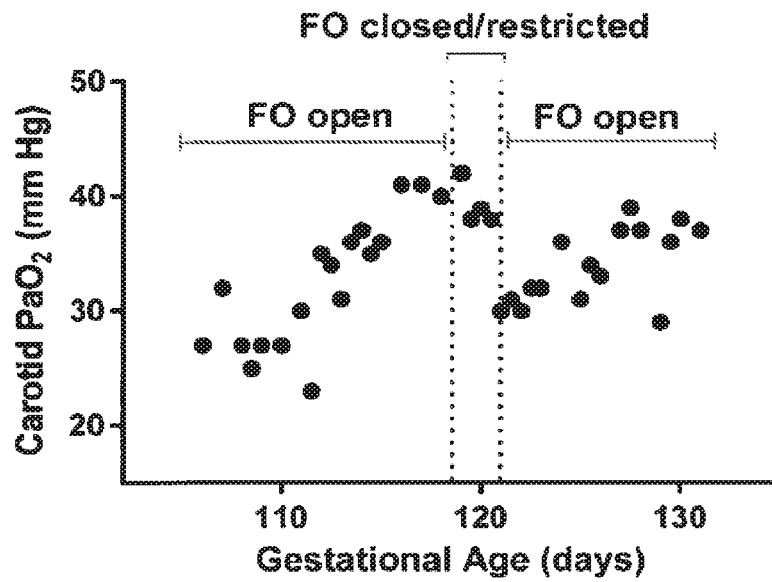 FO closed/restricted
50
FO open
FO open
40
30
20
Carotid PaO₂ (mm Hg)
110
120
130
Gestational Age (days)